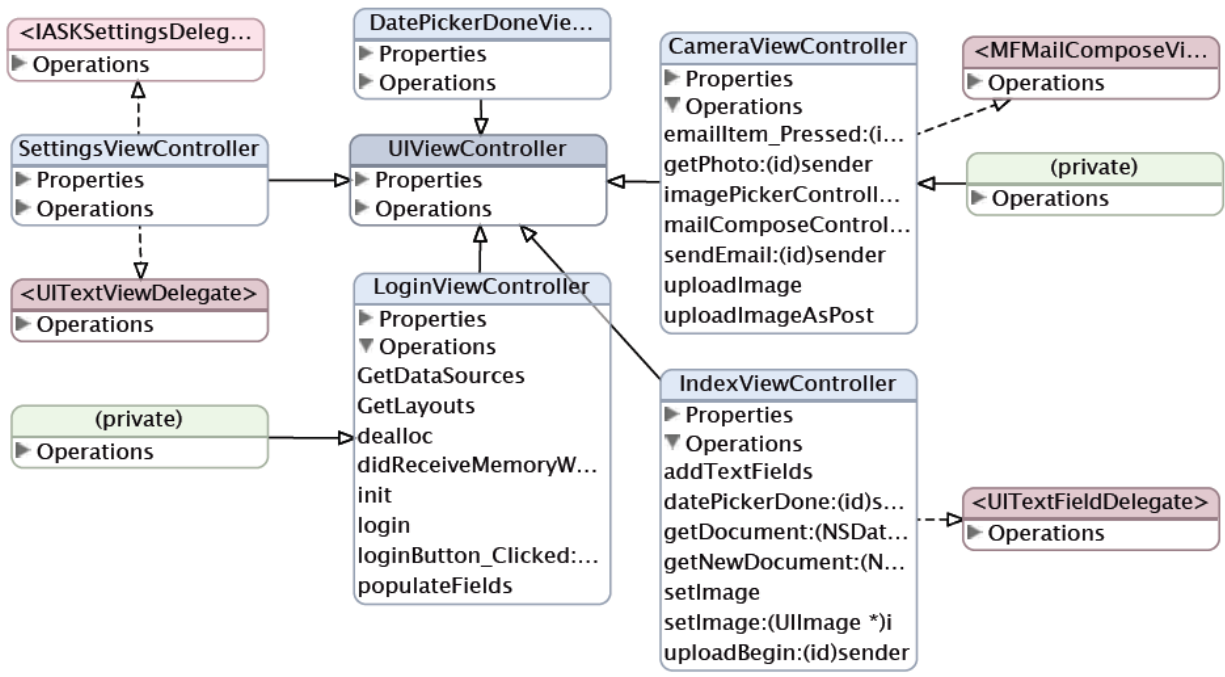 <IASKSettingsDeleg...
Operations
SettingsViewController
Properties
Operations
<UITextViewDelegate>
Operations
(private)
Operations
DatePickerDoneVie...
Properties
Operations
UIViewController
Properties
Operations
LoginViewController
Properties
Operations
GetDataSources
GetLayouts
dealloc
didReceiveMemoryW...
init
login
loginButton_Clicked:...
populateFields
CameraViewController
Properties
Operations
emailItem_Pressed:(i...
getPhoto:(id)sender
imagePickerControll...
mailComposeControl...
sendEmail:(id)sender
uploadImage
uploadImageAsPost
IndexViewController
Properties
Operations
addTextFields
datePickerDone:(id)s...
getDocument:(NSDat...
getNewDocument:(N...
setImage
setImage:(UIImage *)i
uploadBegin:(id)sender
<MFMailComposeVi...
Operations
(private)
Operations
<UITextFieldDelegate>
Operations